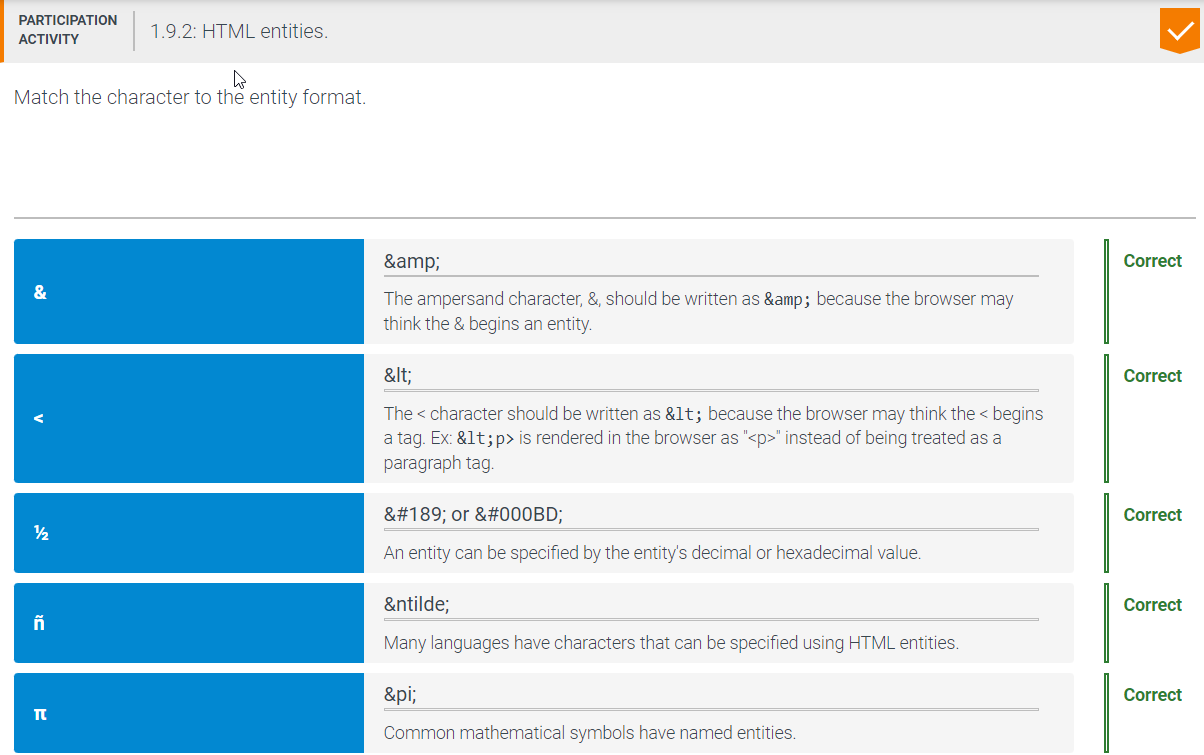 PARTICIPATION
ACTIVITY
1.9.2: HTML entities.
Match the character to the entity format.
&
&amp;
Correct
The ampersand character, &, should be written as &amp; because the browser may
think the & begins an entity.
<
&lt;
Correct
The < character should be written as &lt; because the browser may think the < begins
a tag. Ex: &lt;p> is rendered in the browser as "<p>" instead of being treated as a
paragraph tag.
½
&#189; or &#000BD;
Correct
An entity can be specified by the entity's decimal or hexadecimal value.
ñ
&ntilde;
Correct
Many languages have characters that can be specified using HTML entities.
π
&pi;
Correct
Common mathematical symbols have named entities.